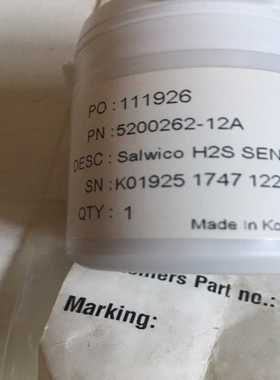 PO : 111926
PN : 5200262-12A
DESC : Salwico H2S SEN
SN : K01925 1747 122
QTY : 1
Made In Ko
Part no.:
Marking: